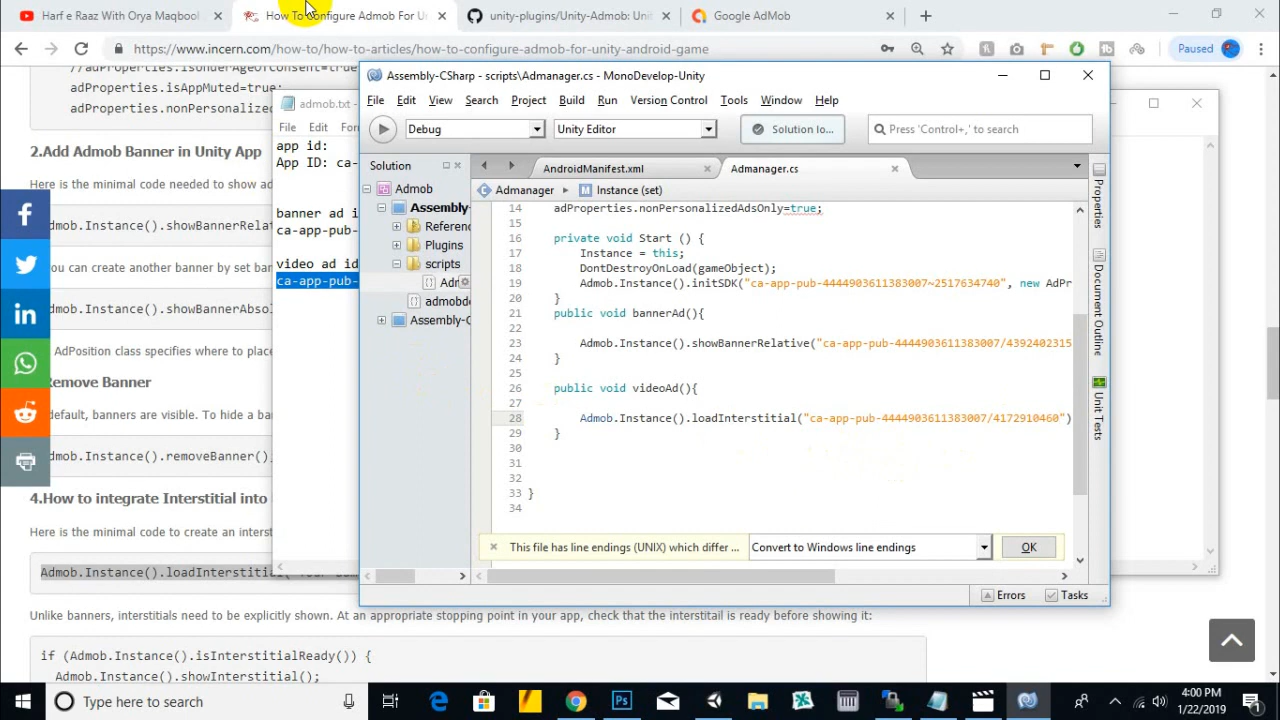 Harf e Raaz With Orya Maqbool
How To Configure Admob For Un
unity-plugins/Unity-Admob: Unit
Google AdMob
https://www.incern.com/how-to/how-to-articles/how-to-configure-admob-for-unity-android-game
Paused
adProperties.isAppMuted=true;
adProperties.nonPersonalized
2.Add Admob Banner in Unity App
Here is the minimal code needed to show ad
dmob.Instance().showBannerRelat
ou can create another banner by set ban
dmob.Instance().showBannerAbsol
AdPosition class specifies where to place
Remove Banner
default, banners are visible. To hide a ban
dmob.Instance().removeBanner()
4.How to integrate Interstitial into
Here is the minimal code to create an interst
Admob.Instance().loadInterstitial(
Unlike banners, interstitials need to be explicitly shown. At an appropriate stopping point in your app, check that the interstitail is ready before showing it:
if (Admob.Instance().isInterstitialReady()) {
Admob.Instance().showInterstitial();
admob.txt -
File Edit For
app id:
App ID: ca-
banner ad i
ca-app-pub-
video ad id
ca-app-pub-
Assembly-CSharp - scripts\Admanager.cs - MonoDevelop-Unity
File Edit View Search Project Build Run Version Control Tools Window Help
Debug Unity Editor Solution lo... Press 'Control+,' to search
Solution
Admob
Assembly-
Referenc
Plugins
scripts
Adr
admobde
Assembly-C
AndroidManifest.xml Admanager.cs
Admanager Instance (set)
14 adProperties.nonPersonalizedAdsOnly=true;
15
16 private void Start () {
17 Instance = this;
18 DontDestroyOnLoad(gameObject);
19 Admob.Instance().initSDK("ca-app-pub-4444903611383007~2517634740", new AdPr
20 }
21 public void bannerAd(){
22
23 Admob.Instance().showBannerRelative("ca-app-pub-4444903611383007/4392402315
24 }
25
26 public void videoAd(){
27
28 Admob.Instance().loadInterstitial("ca-app-pub-4444903611383007/4172910460")
29 }
30
31
32
33 }
34
This file has line endings (UNIX) which differ ... Convert to Windows line endings OK
Errors Tasks
Properties
Document Outline
Unit Tests
Type here to search
4:00 PM
1/22/2019